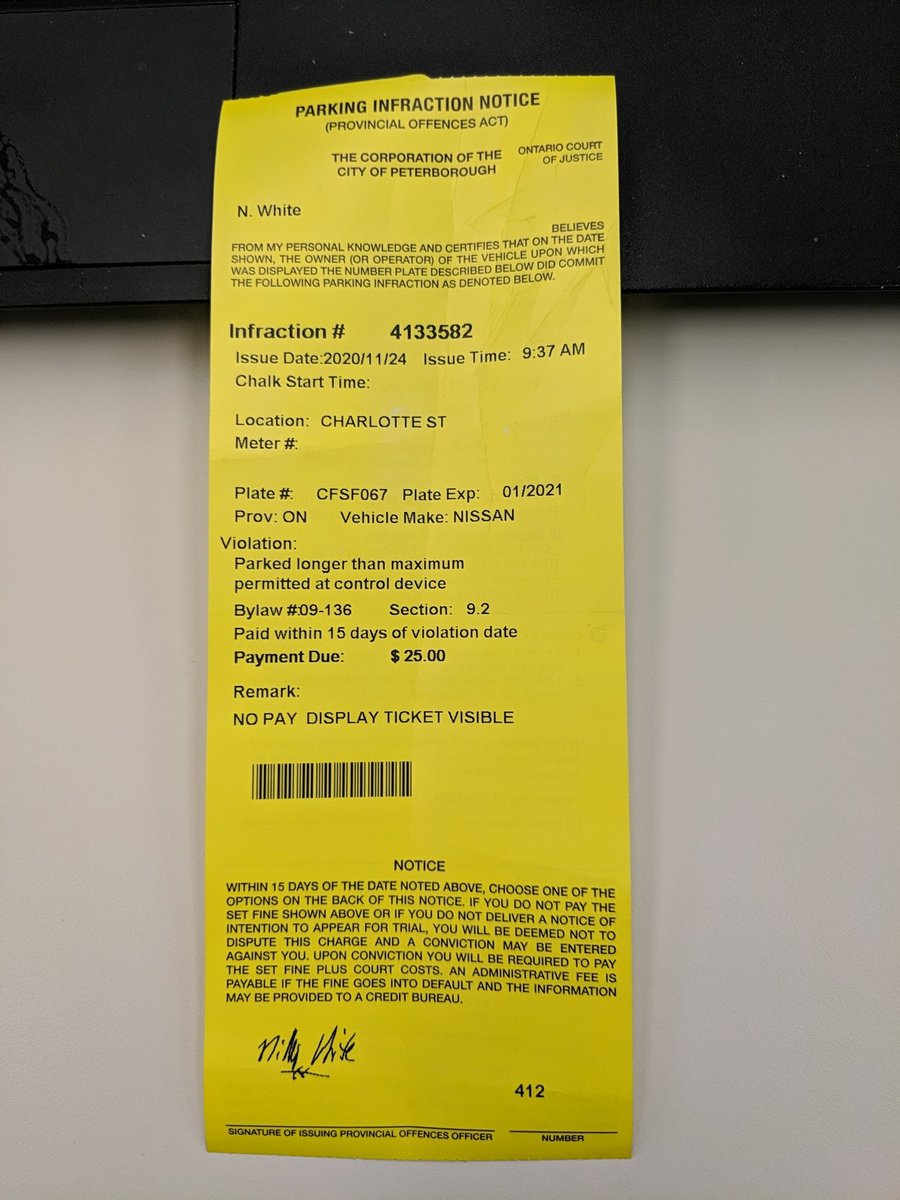 PARKING INFRACTION NOTICE
(PROVINCIAL OFFENCES ACT)
THE CORPORATION OF THE
CITY OF PETERBOROUGH
ONTARIO COURT
OF JUSTICE
N. White
BELIEVES
FROM MY PERSONAL KNOWLEDGE AND CERTIFIES THAT ON THE DATE
SHOWN, THE OWNER (OR OPERATOR) OF THE VEHICLE UPON WHICH
WAS DISPLAYED THE NUMBER PLATE DESCRIBED BELOW DID COMMIT
THE FOLLOWING PARKING INFRACTION AS DENOTED BELOW.
Infraction # 4133582
Issue Date:2020/11/24 Issue Time: 9:37 AM
Chalk Start Time:
Location: CHARLOTTE ST
Meter #:
Plate #: CFSF067 Plate Exp: 01/2021
Prov: ON Vehicle Make: NISSAN
Violation:
Parked longer than maximum
permitted at control device
Bylaw #:09-136 Section: 9.2
Paid within 15 days of violation date
Payment Due: $ 25.00
Remark:
NO PAY DISPLAY TICKET VISIBLE
NOTICE
WITHIN 15 DAYS OF THE DATE NOTED ABOVE, CHOOSE ONE OF THE
OPTIONS ON THE BACK OF THIS NOTICE. IF YOU DO NOT PAY THE
SET FINE SHOWN ABOVE OR IF YOU DO NOT DELIVER A NOTICE OF
INTENTION TO APPEAR FOR TRIAL, YOU WILL BE DEEMED NOT TO
DISPUTE THIS CHARGE AND A CONVICTION MAY BE ENTERED
AGAINST YOU. UPON CONVICTION YOU WILL BE REQUIRED TO PAY
THE SET FINE PLUS COURT COSTS. AN ADMINISTRATIVE FEE IS
PAYABLE IF THE FINE GOES INTO DEFAULT AND THE INFORMATION
MAY BE PROVIDED TO A CREDIT BUREAU.
412
SIGNATURE OF ISSUING PROVINCIAL OFFENCES OFFICER
NUMBER